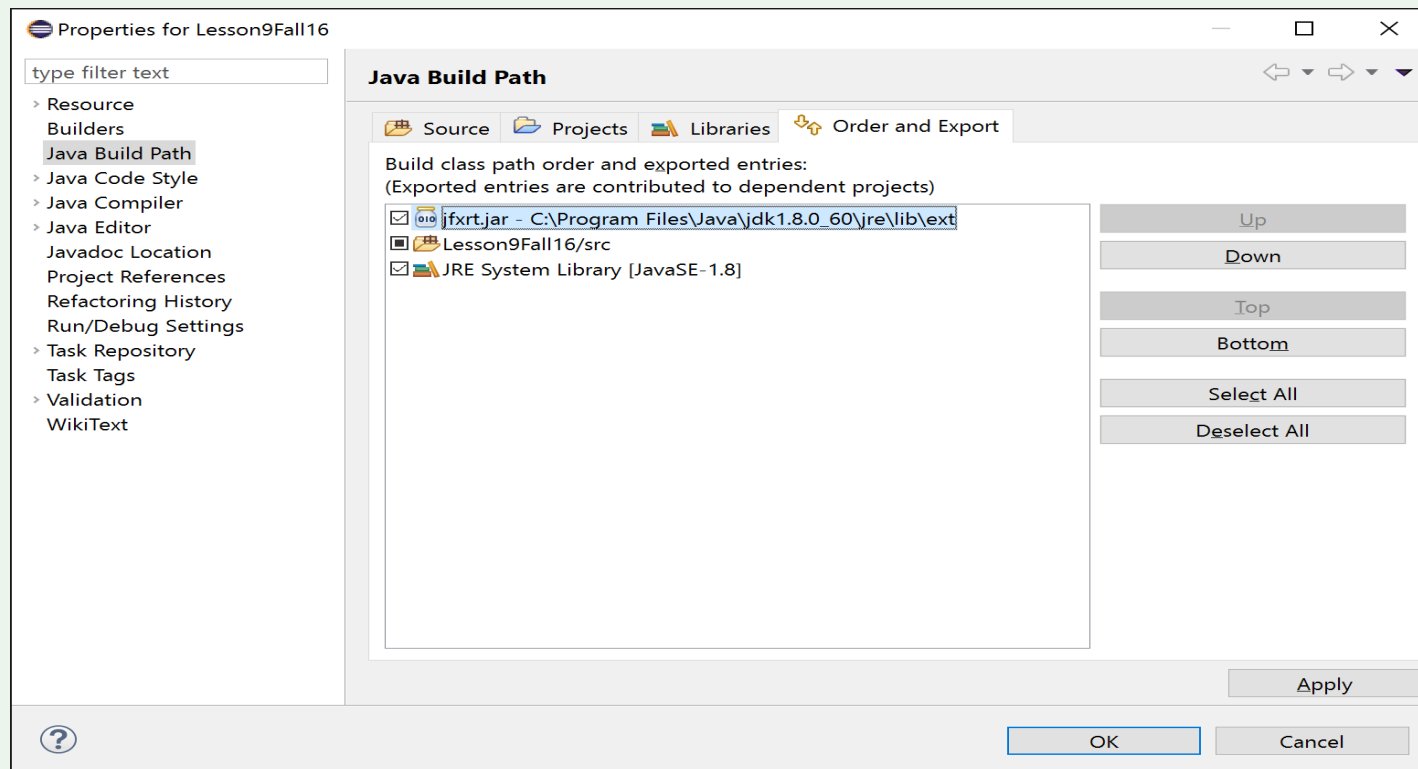 Properties for Lesson9Fall16
type filter text
Resource
Builders
Java Build Path
Java Code Style
Java Compiler
Java Editor
Javadoc Location
Project References
Refactoring History
Run/Debug Settings
Task Repository
Task Tags
Validation
WikiText
Java Build Path
Source Projects Libraries Order and Export
Build class path order and exported entries:
(Exported entries are contributed to dependent projects)
jfxrt.jar - C:\Program Files\Java\jdk1.8.0_60\jre\lib\ext
Lesson9Fall16/src
JRE System Library [JavaSE-1.8]
Up
Down
Top
Bottom
Select All
Deselect All
Apply
OK Cancel